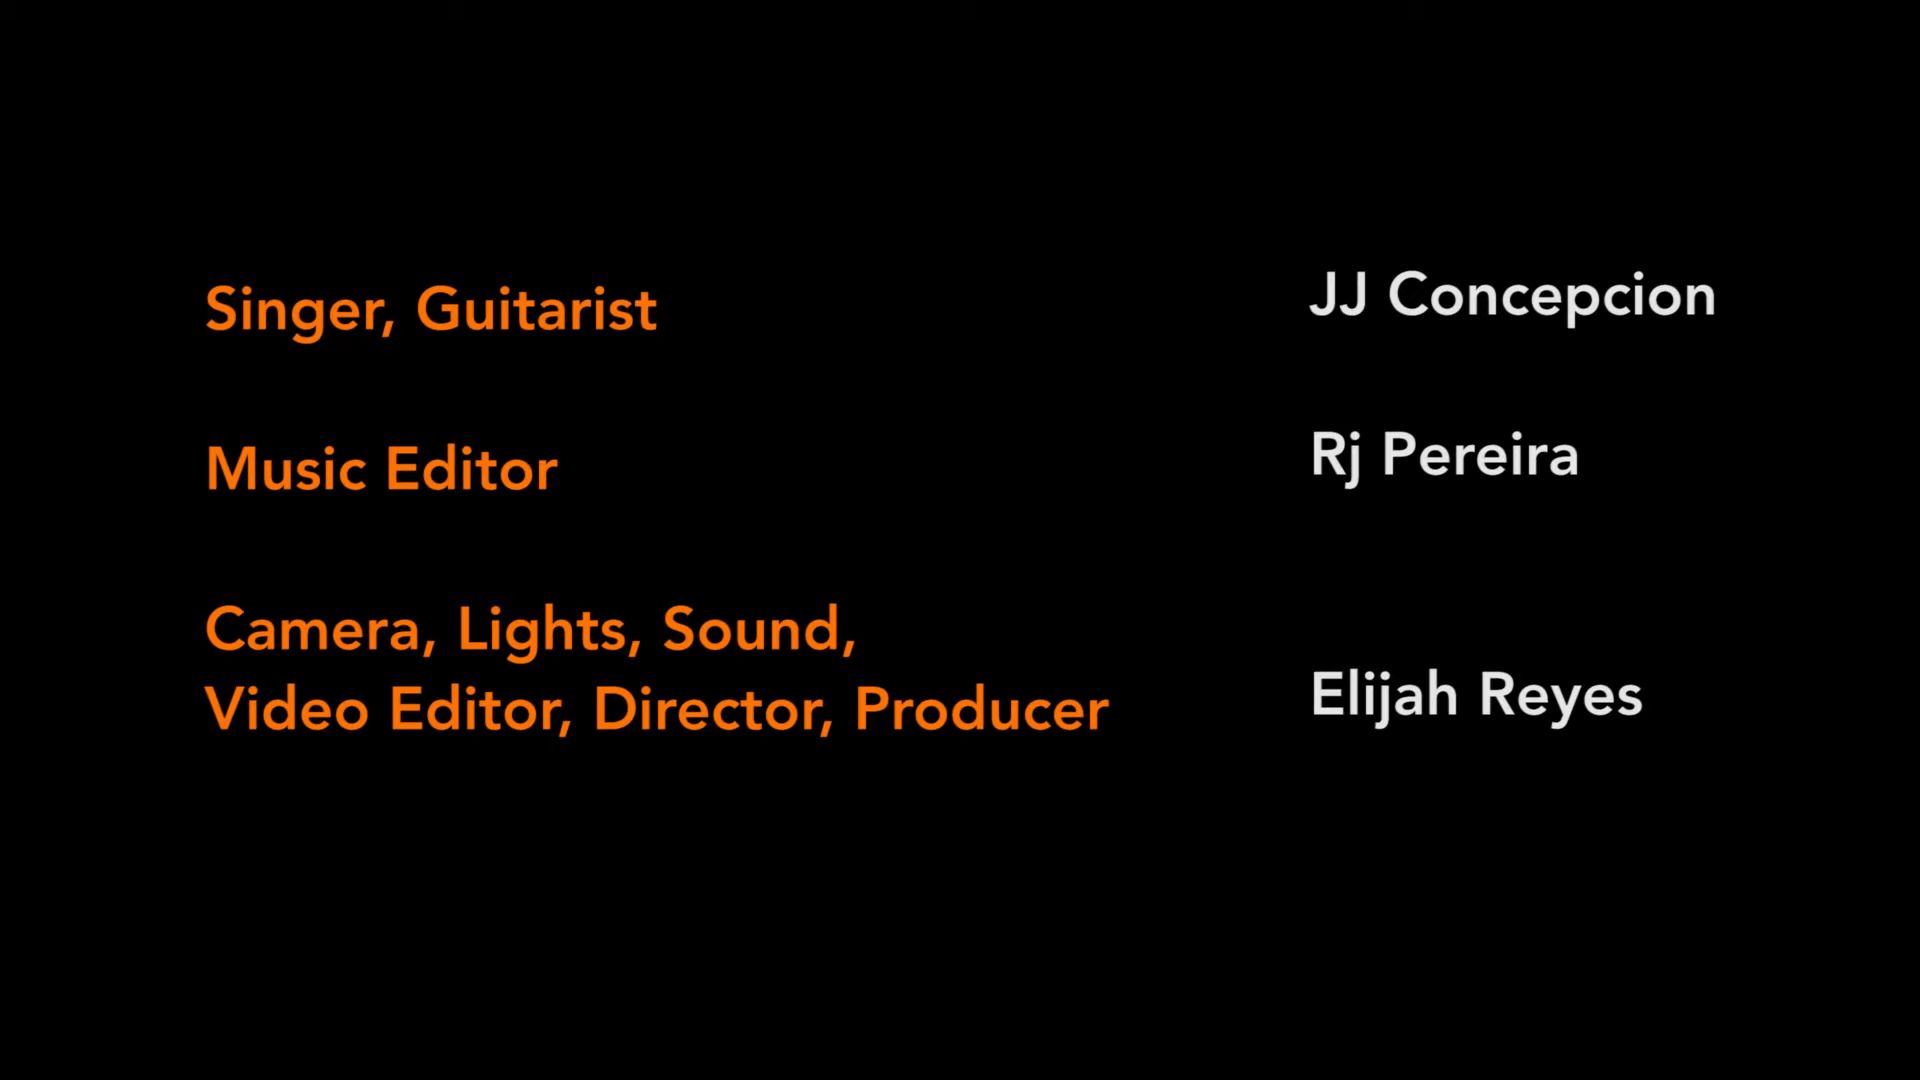 Singer, Guitarist
JJ Concepcion
Music Editor
Rj Pereira
Camera, Lights, Sound,
Video Editor, Director, Producer
Elijah Reyes